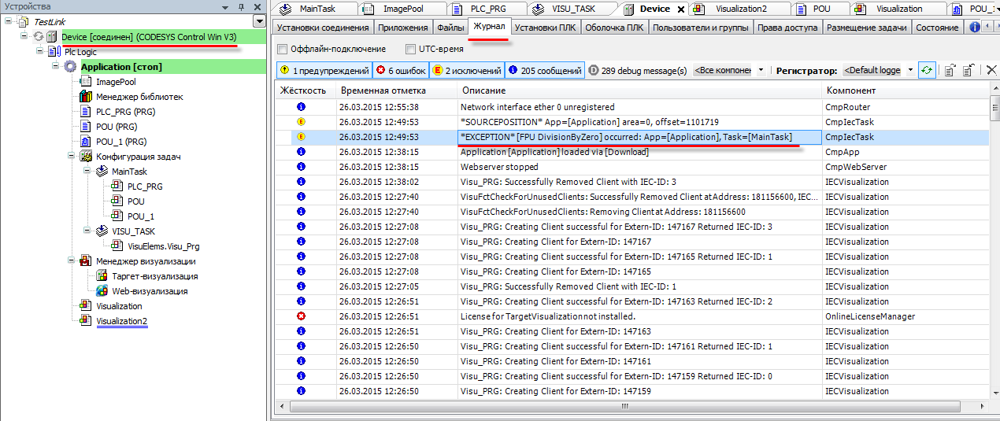 Устройства
TestLink
Device [соединен] (CODESYS Control Win V3)
Plc Logic
Application [стоп]
ImagePool
Менеджер библиотек
PLC_PRG (PRG)
POU (PRG)
POU_1 (PRG)
Конфигурация задач
MainTask
PLC_PRG
POU
POU_1
VISU_TASK
VisuElems.Visu_Prg
Менеджер визуализации
Таргет-визуализация
Web-визуализация
Visualization
Visualization2
MainTask ImagePool PLC_PRG VISU_TASK Device Visualization2 POU Visualization POU_1
Установки соединения Приложения Файлы Журнал Установки ПЛК Оболочка ПЛК Пользователи и группы Права доступа Размещение задачи Состояние
Оффлайн-подключение UTC-время
1 предупреждений 6 ошибок 2 исключений 205 сообщений 289 debug message(s) <Все компонен Регистратор: <Default logge
Жёсткость Временная отметка Описание Компонент
26.03.2015 12:55:38 Network interface ether 0 unregistered CmpRouter
26.03.2015 12:49:53 *SOURCEPOSITION* App=[Application] area=0, offset=1101719 CmpIecTask
26.03.2015 12:49:53 *EXCEPTION* [FPU DivisionByZero] occurred: App=[Application], Task=[MainTask] CmpIecTask
26.03.2015 12:38:15 Application [Application] loaded via [Download] CmpApp
26.03.2015 12:38:15 Webserver stopped CmpWebServer
26.03.2015 12:38:02 Visu_PRG: Successfully Removed Client with IEC-ID: 3 IECVisualization
26.03.2015 12:27:40 VisuFctCheckForUnusedClients: Successfully Removed Client at Address: 181156600, IEC... IECVisualization
26.03.2015 12:27:40 VisuFctCheckForUnusedClients: Removing Client at Address: 181156600 IECVisualization
26.03.2015 12:27:08 Visu_PRG: Creating Client successful for Extern-ID: 147167 Returned IEC-ID: 3 IECVisualization
26.03.2015 12:27:08 Visu_PRG: Creating Client for Extern-ID: 147167 IECVisualization
26.03.2015 12:27:08 Visu_PRG: Creating Client successful for Extern-ID: 147165 Returned IEC-ID: 1 IECVisualization
26.03.2015 12:27:08 Visu_PRG: Creating Client for Extern-ID: 147165 IECVisualization
26.03.2015 12:27:05 Visu_PRG: Successfully Removed Client with IEC-ID: 1 IECVisualization
26.03.2015 12:26:51 Visu_PRG: Creating Client successful for Extern-ID: 147163 Returned IEC-ID: 2 IECVisualization
26.03.2015 12:26:51 License for TargetVisualization not installed. OnlineLicenseManager
26.03.2015 12:26:51 Visu_PRG: Creating Client for Extern-ID: 147163 IECVisualization
26.03.2015 12:26:50 Visu_PRG: Creating Client successful for Extern-ID: 147161 Returned IEC-ID: 1 IECVisualization
26.03.2015 12:26:50 Visu_PRG: Creating Client for Extern-ID: 147161 IECVisualization
26.03.2015 12:26:50 Visu_PRG: Creating Client successful for Extern-ID: 147159 Returned IEC-ID: 0 IECVisualization
26.03.2015 12:26:50 Visu_PRG: Creating Client for Extern-ID: 147159 IECVisualization